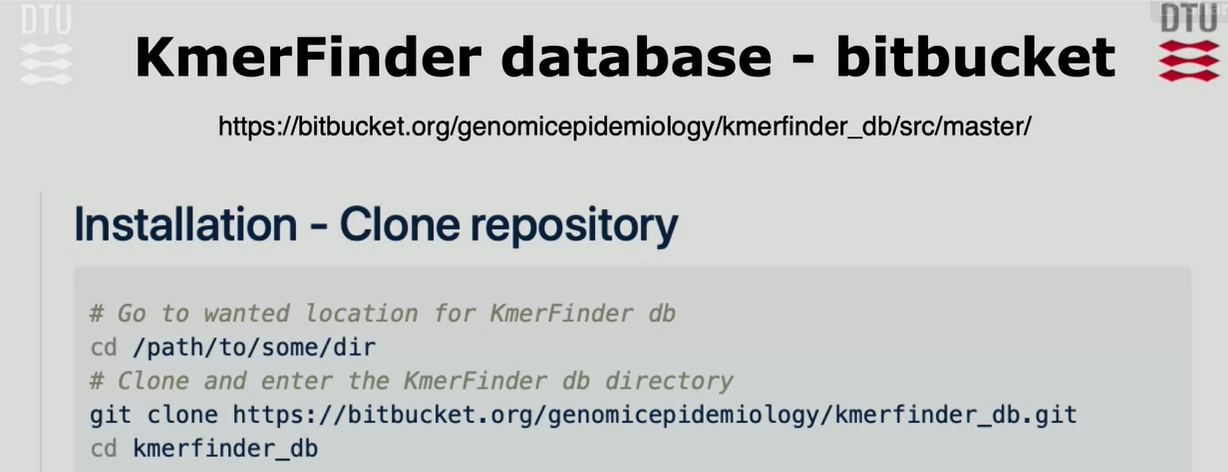 DTU
DTU
KmerFinder database - bitbucket
https://bitbucket.org/genomicepidemiology/kmerfinder_db/src/master/
Installation - Clone repository
# Go to wanted location for KmerFinder db
cd /path/to/some/dir
# Clone and enter the KmerFinder db directory
git clone https://bitbucket.org/genomicepidemiology/kmerfinder_db.git
cd kmerfinder_db